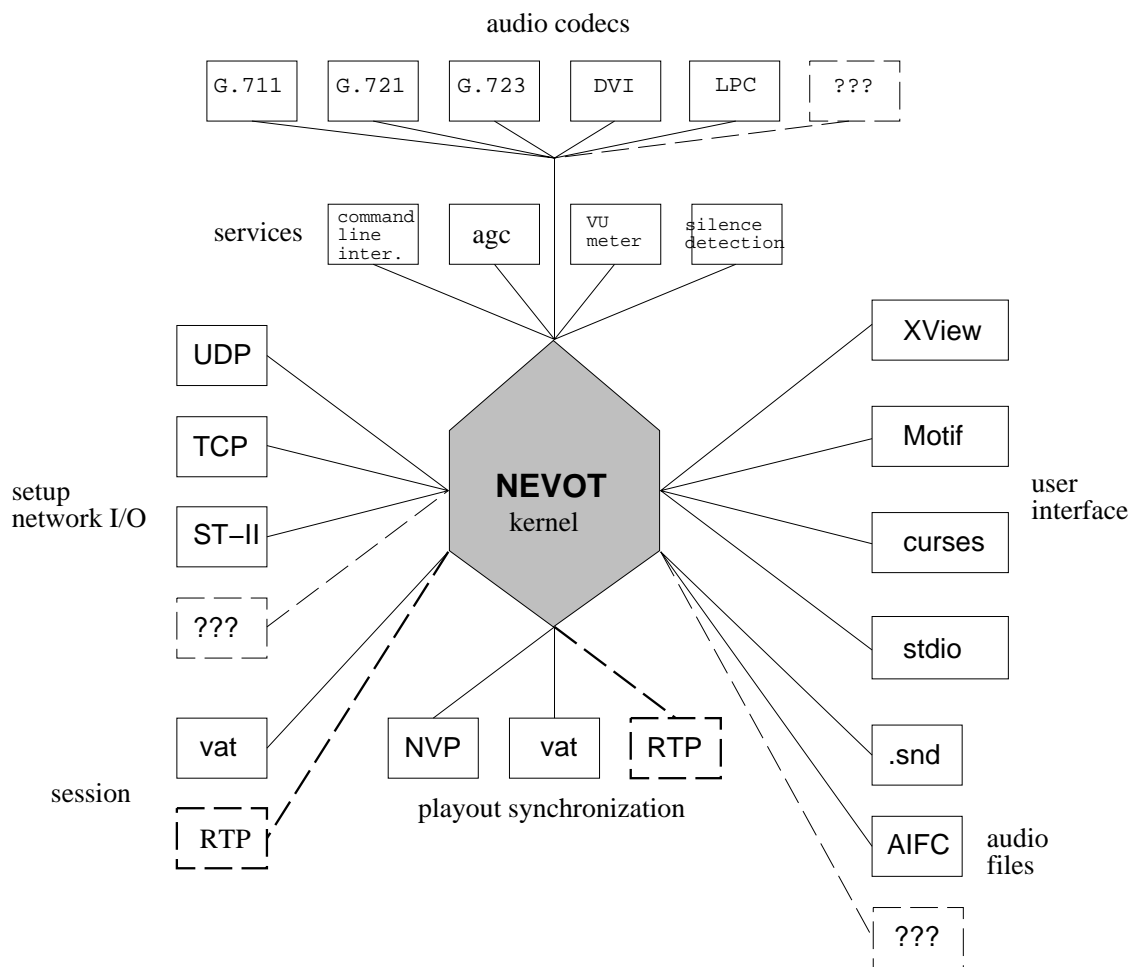 audio codecs
G.711
G.721
G.723
DVI
LPC
???
services
command
line
inter.
agc
VU
meter
silence
detection
UDP
TCP
ST–II
???
setup
network I/O
NEVOT
kernel
XView
Motif
curses
stdio
user
interface
vat
RTP
session
NVP
vat
RTP
playout synchronization
.snd
AIFC
???
audio
files